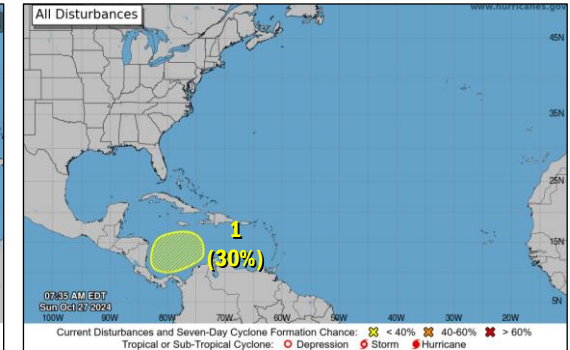 All Disturbances
www.hurricanes.gov
45N
35N
25N
1
15N
(30%)
5N
07:35 AM EDT
Sun Oct 27 2024
100W 90W 80W 70W 60W 50W 40W 30W 20W
Current Disturbances and Seven-Day Cyclone Formation Chance: < 40% 40-60% > 60%
Tropical or Sub-Tropical Cyclone: Depression Storm Hurricane